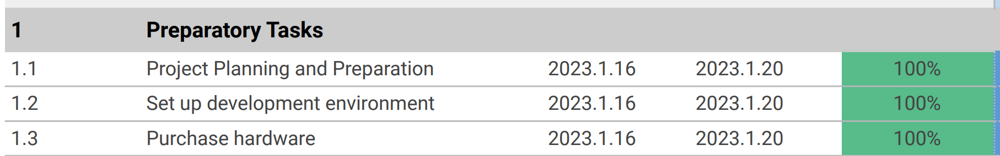 1 Preparatory Tasks
1.1 Project Planning and Preparation 2023.1.16 2023.1.20 100%
1.2 Set up development environment 2023.1.16 2023.1.20 100%
1.3 Purchase hardware 2023.1.16 2023.1.20 100%